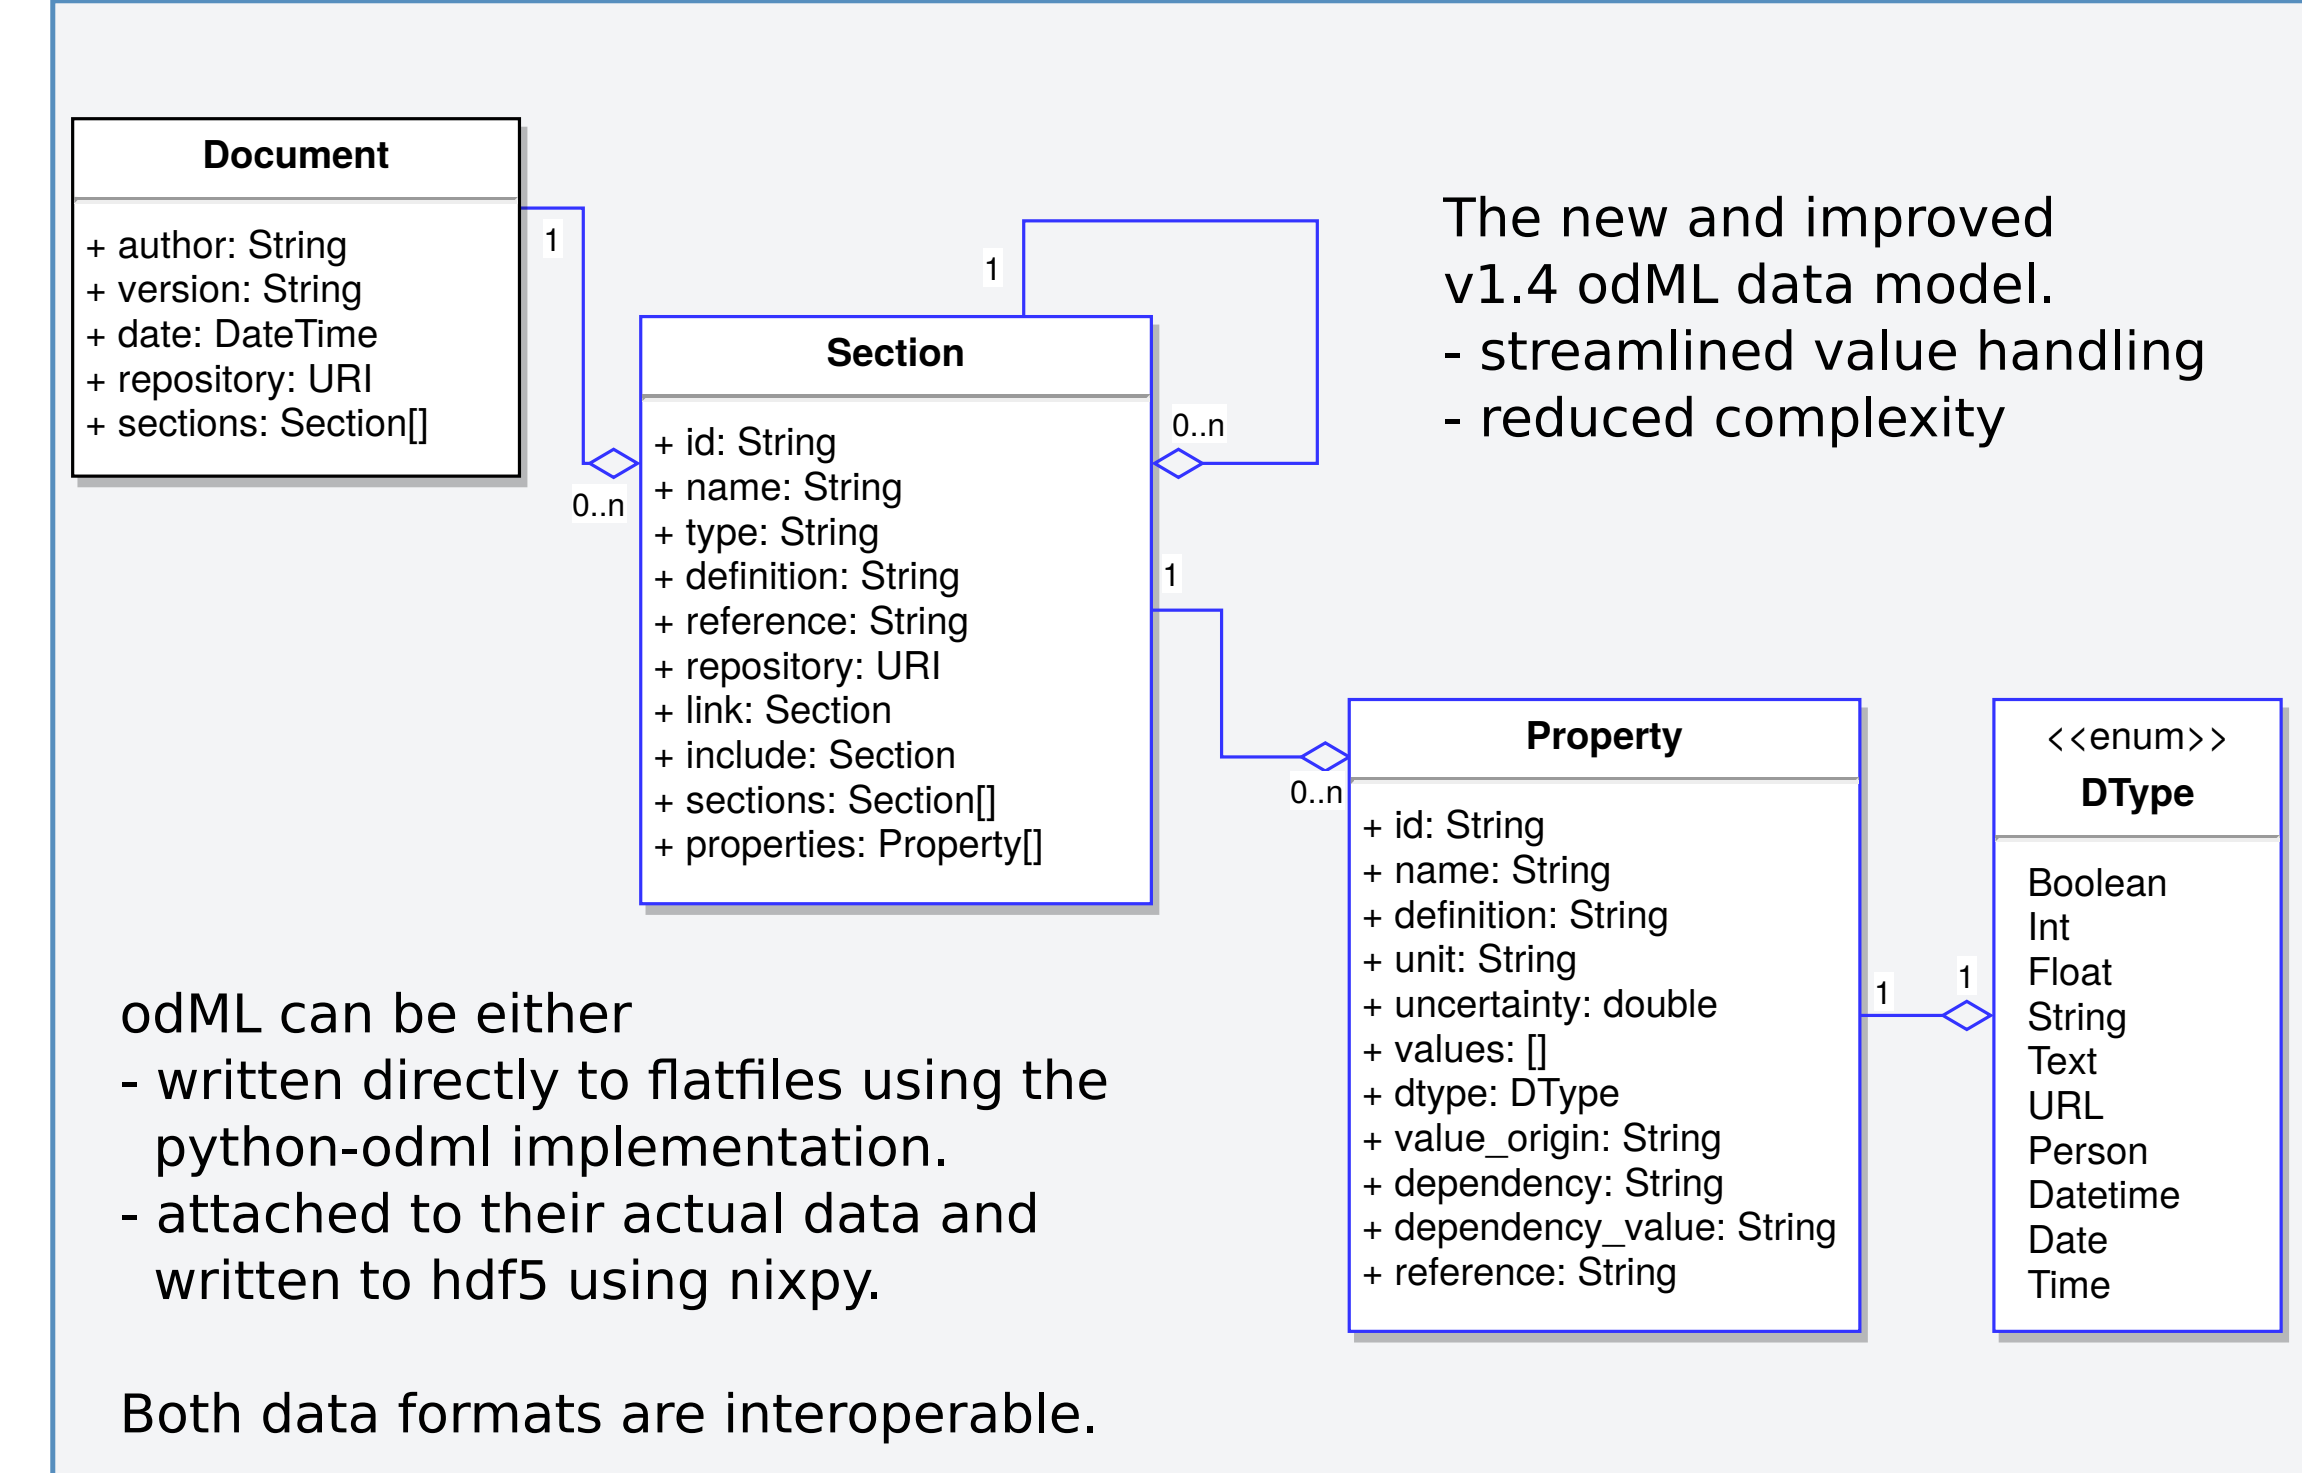 Document
+ author: String
+ version: String
+ date: DateTime
+ repository: URI
+ sections: Section[]
1
0..n
Section
+ id: String
+ name: String
+ type: String
+ definition: String
+ reference: String
+ repository: URI
+ link: Section
+ include: Section
+ sections: Section[]
+ properties: Property[]
1
0..n
1
0..n
The new and improved
v1.4 odML data model.
- streamlined value handling
- reduced complexity
Property
+ id: String
+ name: String
+ definition: String
+ unit: String
+ uncertainty: double
+ values: []
+ dtype: DType
+ value_origin: String
+ dependency: String
+ dependency_value: String
+ reference: String
1
1
<<enum>>
DType
Boolean
Int
Float
String
Text
URL
Person
Datetime
Date
Time
odML can be either
- written directly to flatfiles using the
python-odml implementation.
- attached to their actual data and
written to hdf5 using nixpy.
Both data formats are interoperable.